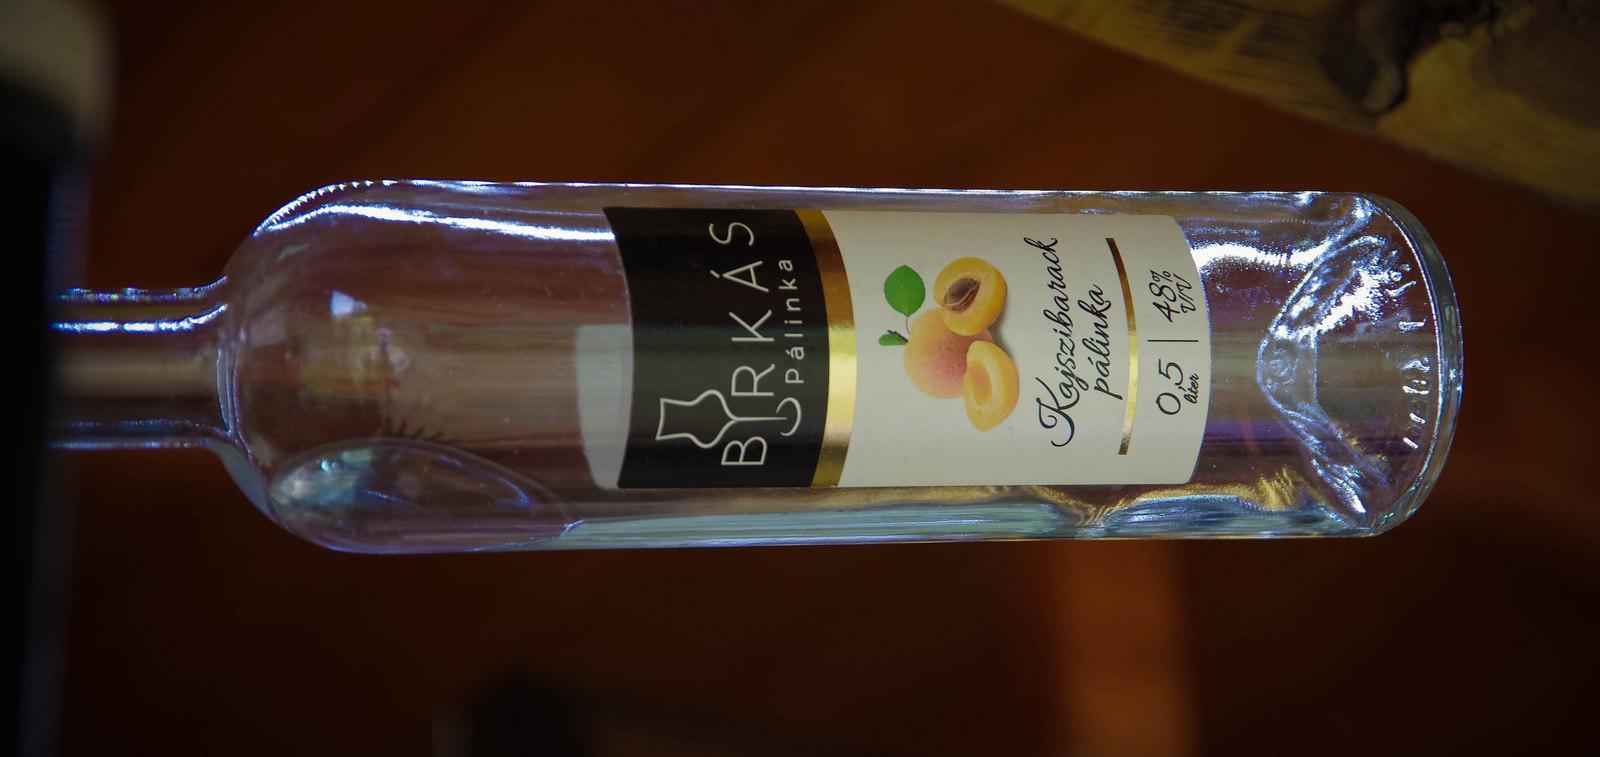 BIRKÁS
Pálinka
Kajszibarack
pálinka
0,5 | 48%
liter V/V